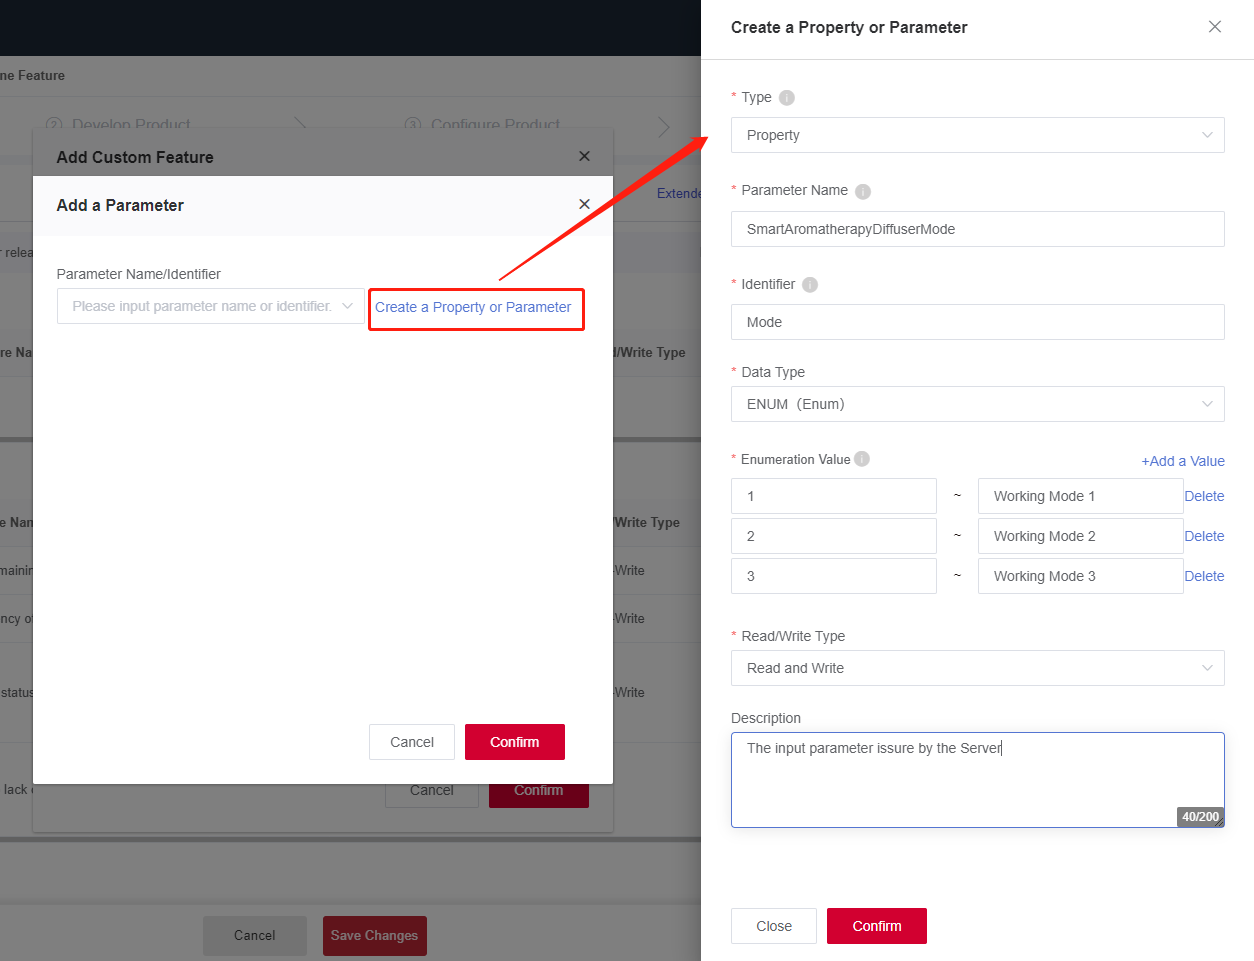 ne Feature
2 Develop Product
3 Configure Product
Add Custom Feature
Add a Parameter
Extende
r relea
Parameter Name/Identifier
Please input parameter name or identifier.
Create a Property or Parameter
re Na
d/Write Type
e Nan
/Write Type
mainin
-Write
ency of
-Write
status
-Write
Cancel
Confirm
lack
Cancel
Confirm
Cancel
Save Changes
Create a Property or Parameter
* Type
Property
* Parameter Name
SmartAromatherapyDiffuserMode
* Identifier
Mode
* Data Type
ENUM (Enum)
* Enumeration Value
+Add a Value
1 ~ Working Mode 1 Delete
2 ~ Working Mode 2 Delete
3 ~ Working Mode 3 Delete
* Read/Write Type
Read and Write
Description
The input parameter issure by the Server
40/200
Close
Confirm